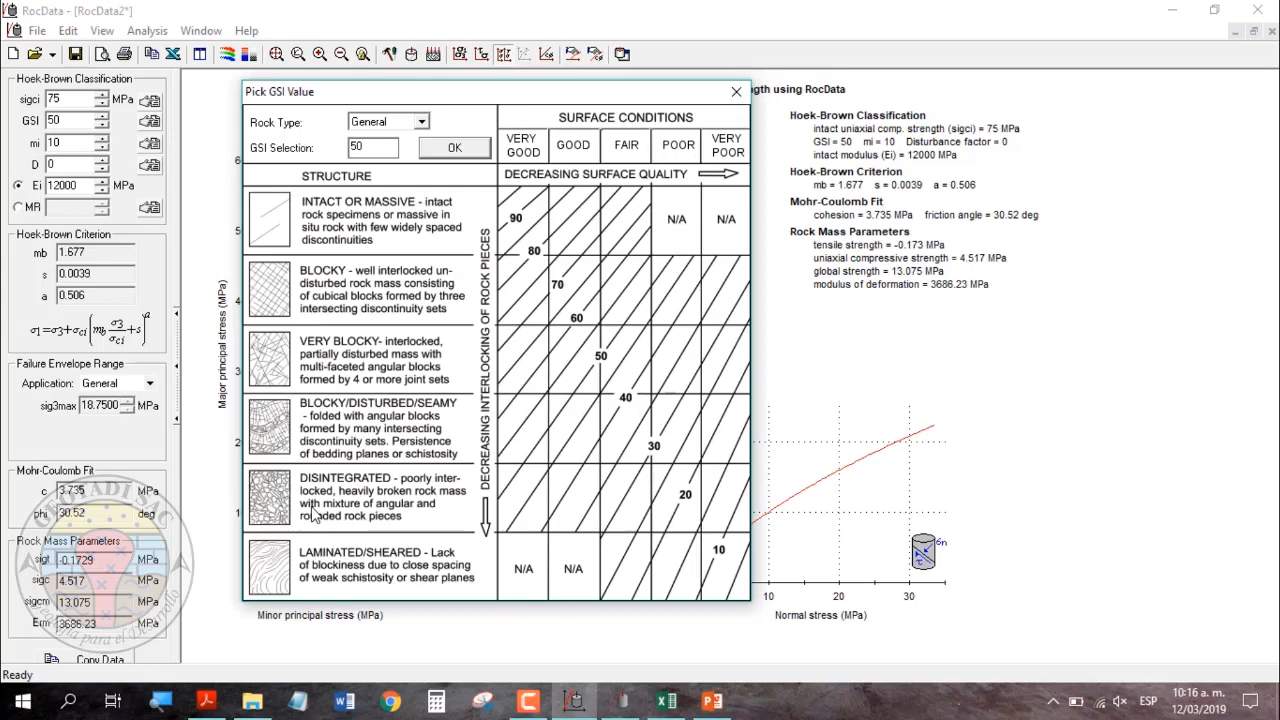 RocData - [RocData2*]
File Edit View Analysis Window Help
Hoek-Brown Classification
sigci 75 MPa
GSI 50
mi 10
D 0
Ei 12000 MPa
MR
Hoek-Brown Criterion
mb 1.677
s 0.0039
a 0.506
Failure Envelope Range
Application: General
sig3max 18.7500 MPa
Mohr-Coulomb Fit
c 3.735 MPa
phi 30.52 deg
Rock Mass Parameters
sigt -0.1729 MPa
sigc 4.517 MPa
sigcm 13.075 MPa
Erm 3686.23 MPa
Copy Data
Ready
Pick GSI Value
Rock Type: General
GSI Selection: 50 OK
SURFACE CONDITIONS
VERY GOOD
GOOD
FAIR
POOR
VERY POOR
STRUCTURE
DECREASING SURFACE QUALITY
DECREASING INTERLOCKING OF ROCK PIECES
INTACT OR MASSIVE - intact
rock specimens or massive in
situ rock with few widely spaced
discontinuities
BLOCKY - well interlocked un-
disturbed rock mass consisting
of cubical blocks formed by three
intersecting discontinuity sets
VERY BLOCKY- interlocked,
partially disturbed mass with
multi-faceted angular blocks
formed by 4 or more joint sets
BLOCKY/DISTURBED/SEAMY
- folded with angular blocks
formed by many intersecting
discontinuity sets. Persistence
of bedding planes or schistosity
DISINTEGRATED - poorly inter-
locked, heavily broken rock mass
with mixture of angular and
rounded rock pieces
LAMINATED/SHEARED - Lack
of blockiness due to close spacing
of weak schistosity or shear planes
90
80
70
60
50
40
30
20
10
N/A N/A
N/A N/A
Major principal stress (MPa)
Minor principal stress (MPa)
gth using RocData
Hoek-Brown Classification
intact uniaxial comp. strength (sigci) = 75 MPa
GSI = 50 mi = 10 Disturbance factor = 0
intact modulus (Ei) = 12000 MPa
Hoek-Brown Criterion
mb = 1.677 s = 0.0039 a = 0.506
Mohr-Coulomb Fit
cohesion = 3.735 MPa friction angle = 30.52 deg
Rock Mass Parameters
tensile strength = -0.173 MPa
uniaxial compressive strength = 4.517 MPa
global strength = 13.075 MPa
modulus of deformation = 3686.23 MPa
10 20 30
Normal stress (MPa)
ESP
10:16 a. m.
12/03/2019